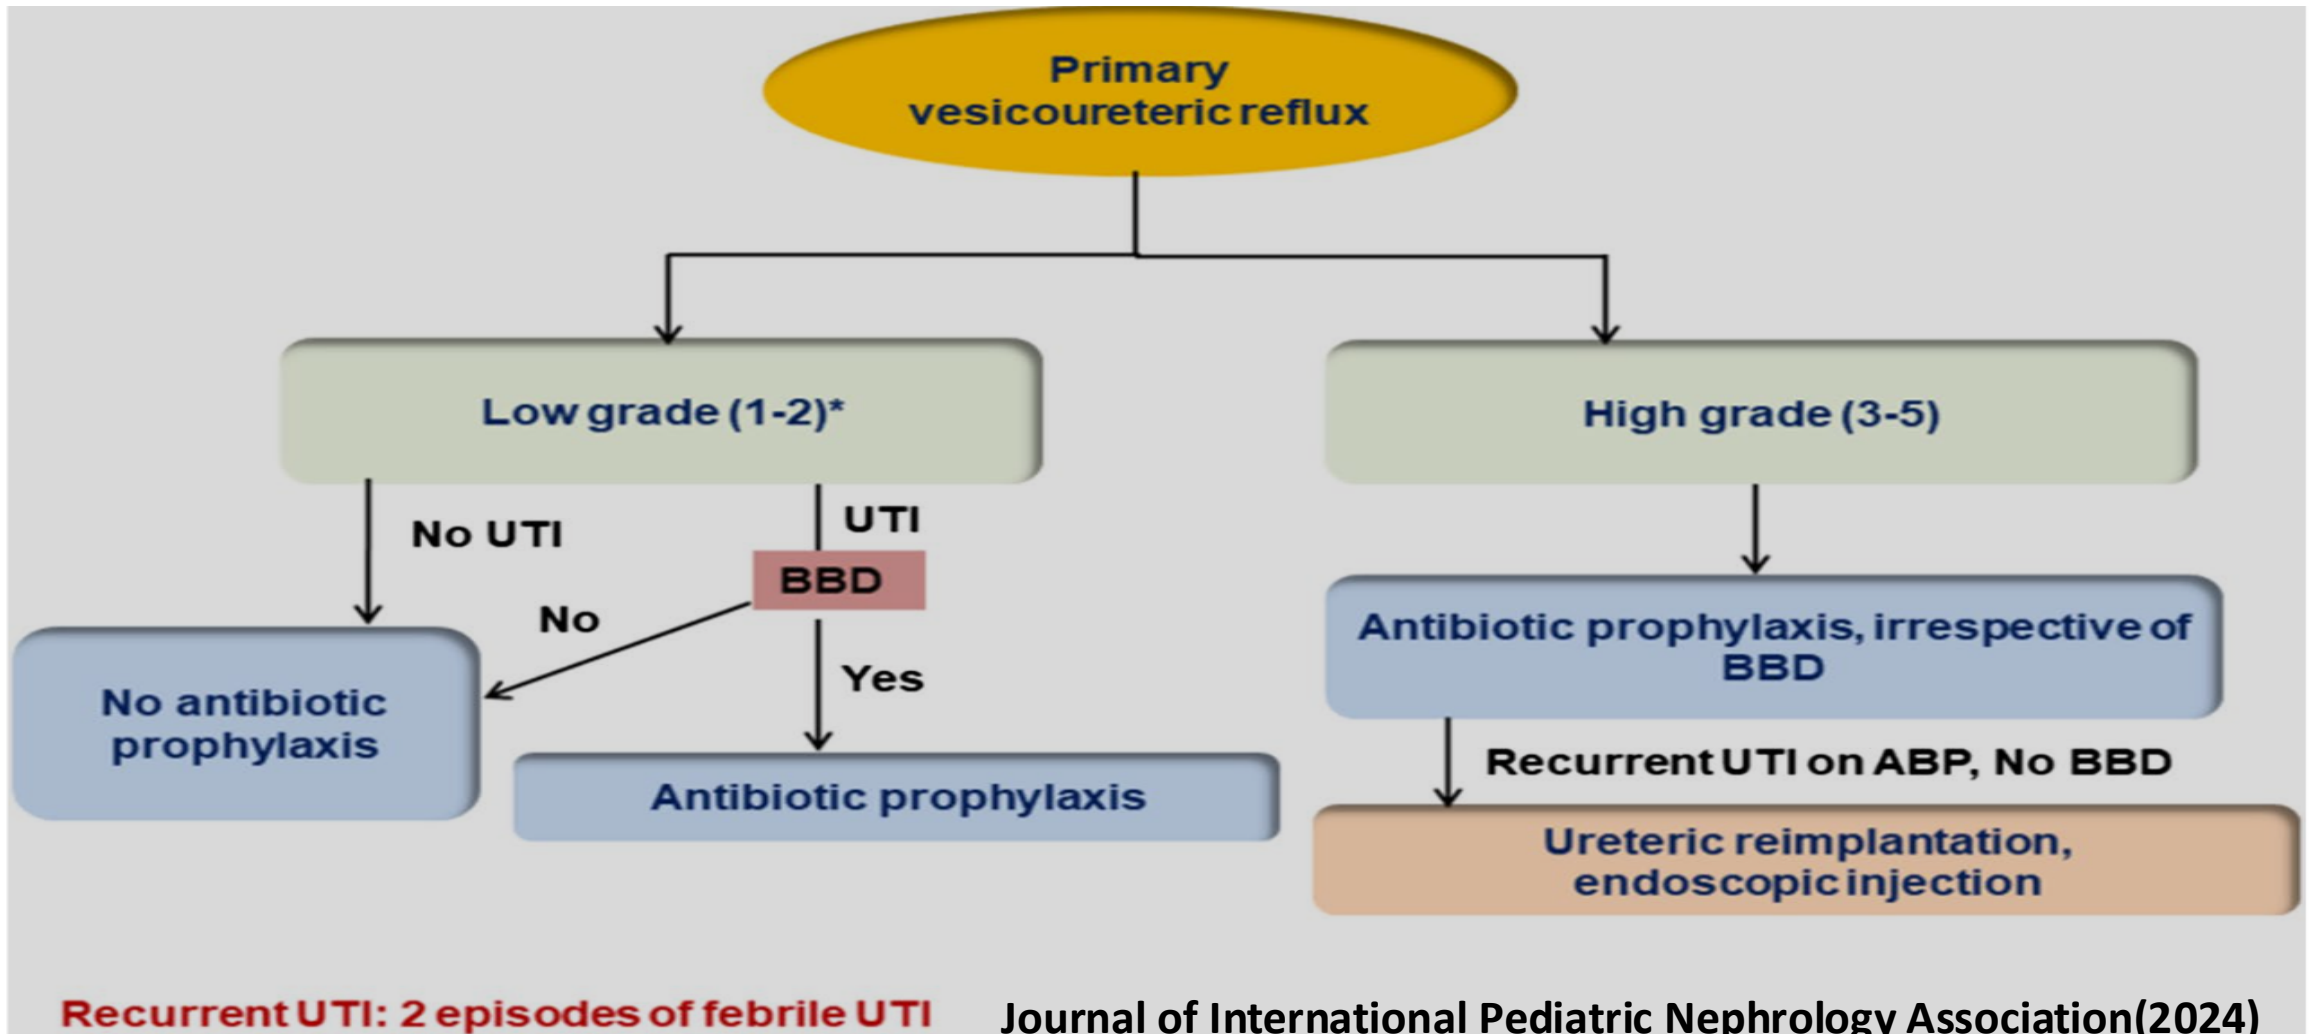 Primary
vesicoureteric reflux
Low grade (1-2)*
High grade (3-5)
No UTI
UTI
BBD
No
Yes
No antibiotic
prophylaxis
Antibiotic prophylaxis
Antibiotic prophylaxis, irrespective of
BBD
Recurrent UTI on ABP, No BBD
Ureteric reimplantation,
endoscopic injection
Recurrent UTI: 2 episodes of febrile UTI
Journal of International Pediatric Nephrology Association(2024)